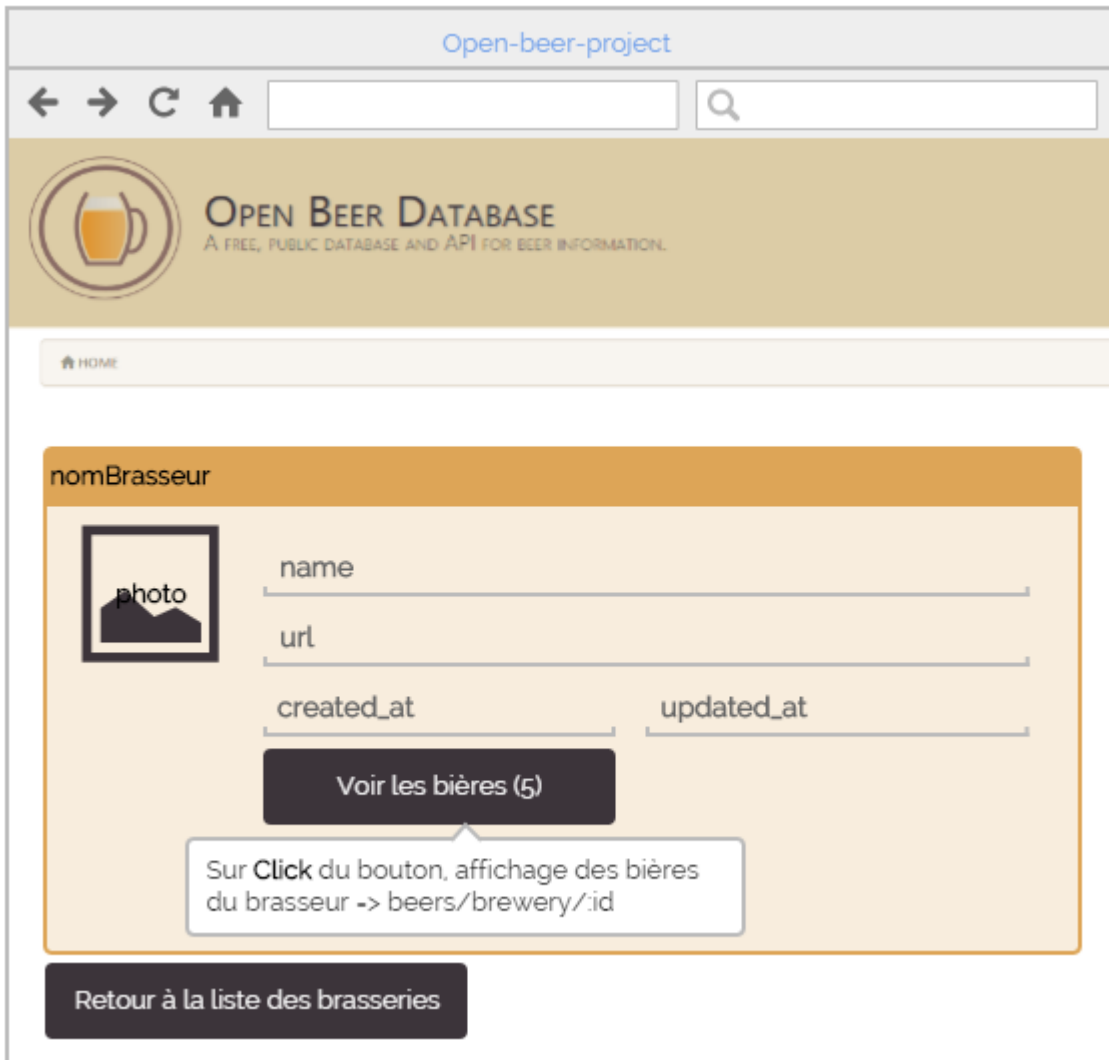 Open-beer-project
OPEN BEER DATABASE
A FREE, PUBLIC DATABASE AND API FOR BEER INFORMATION.
HOME
nomBrasseur
photo
name
url
created_at updated_at
Voir les bières (5)
Sur Click du bouton, affichage des bières
du brasseur => beers/brewery/:id
Retour à la liste des brasseries